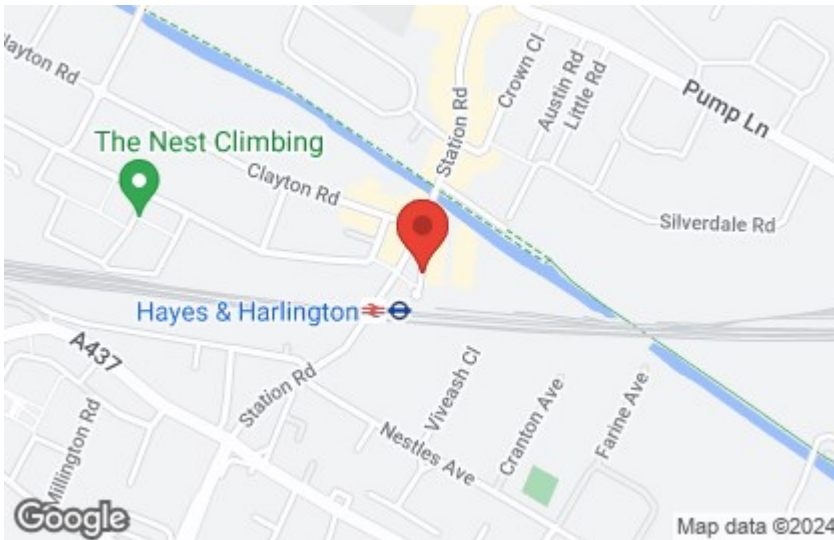 Clayton Rd
Crown Cl
Austin Rd
Little Rd
Pump Ln
Station Rd
The Nest Climbing
Clayton Rd
Silverdale Rd
Hayes & Harlington
A437
Station Rd
Viveash Cl
Cranton Ave
Farine Ave
Millington Rd
Nestles Ave
Google
Map data ©2024